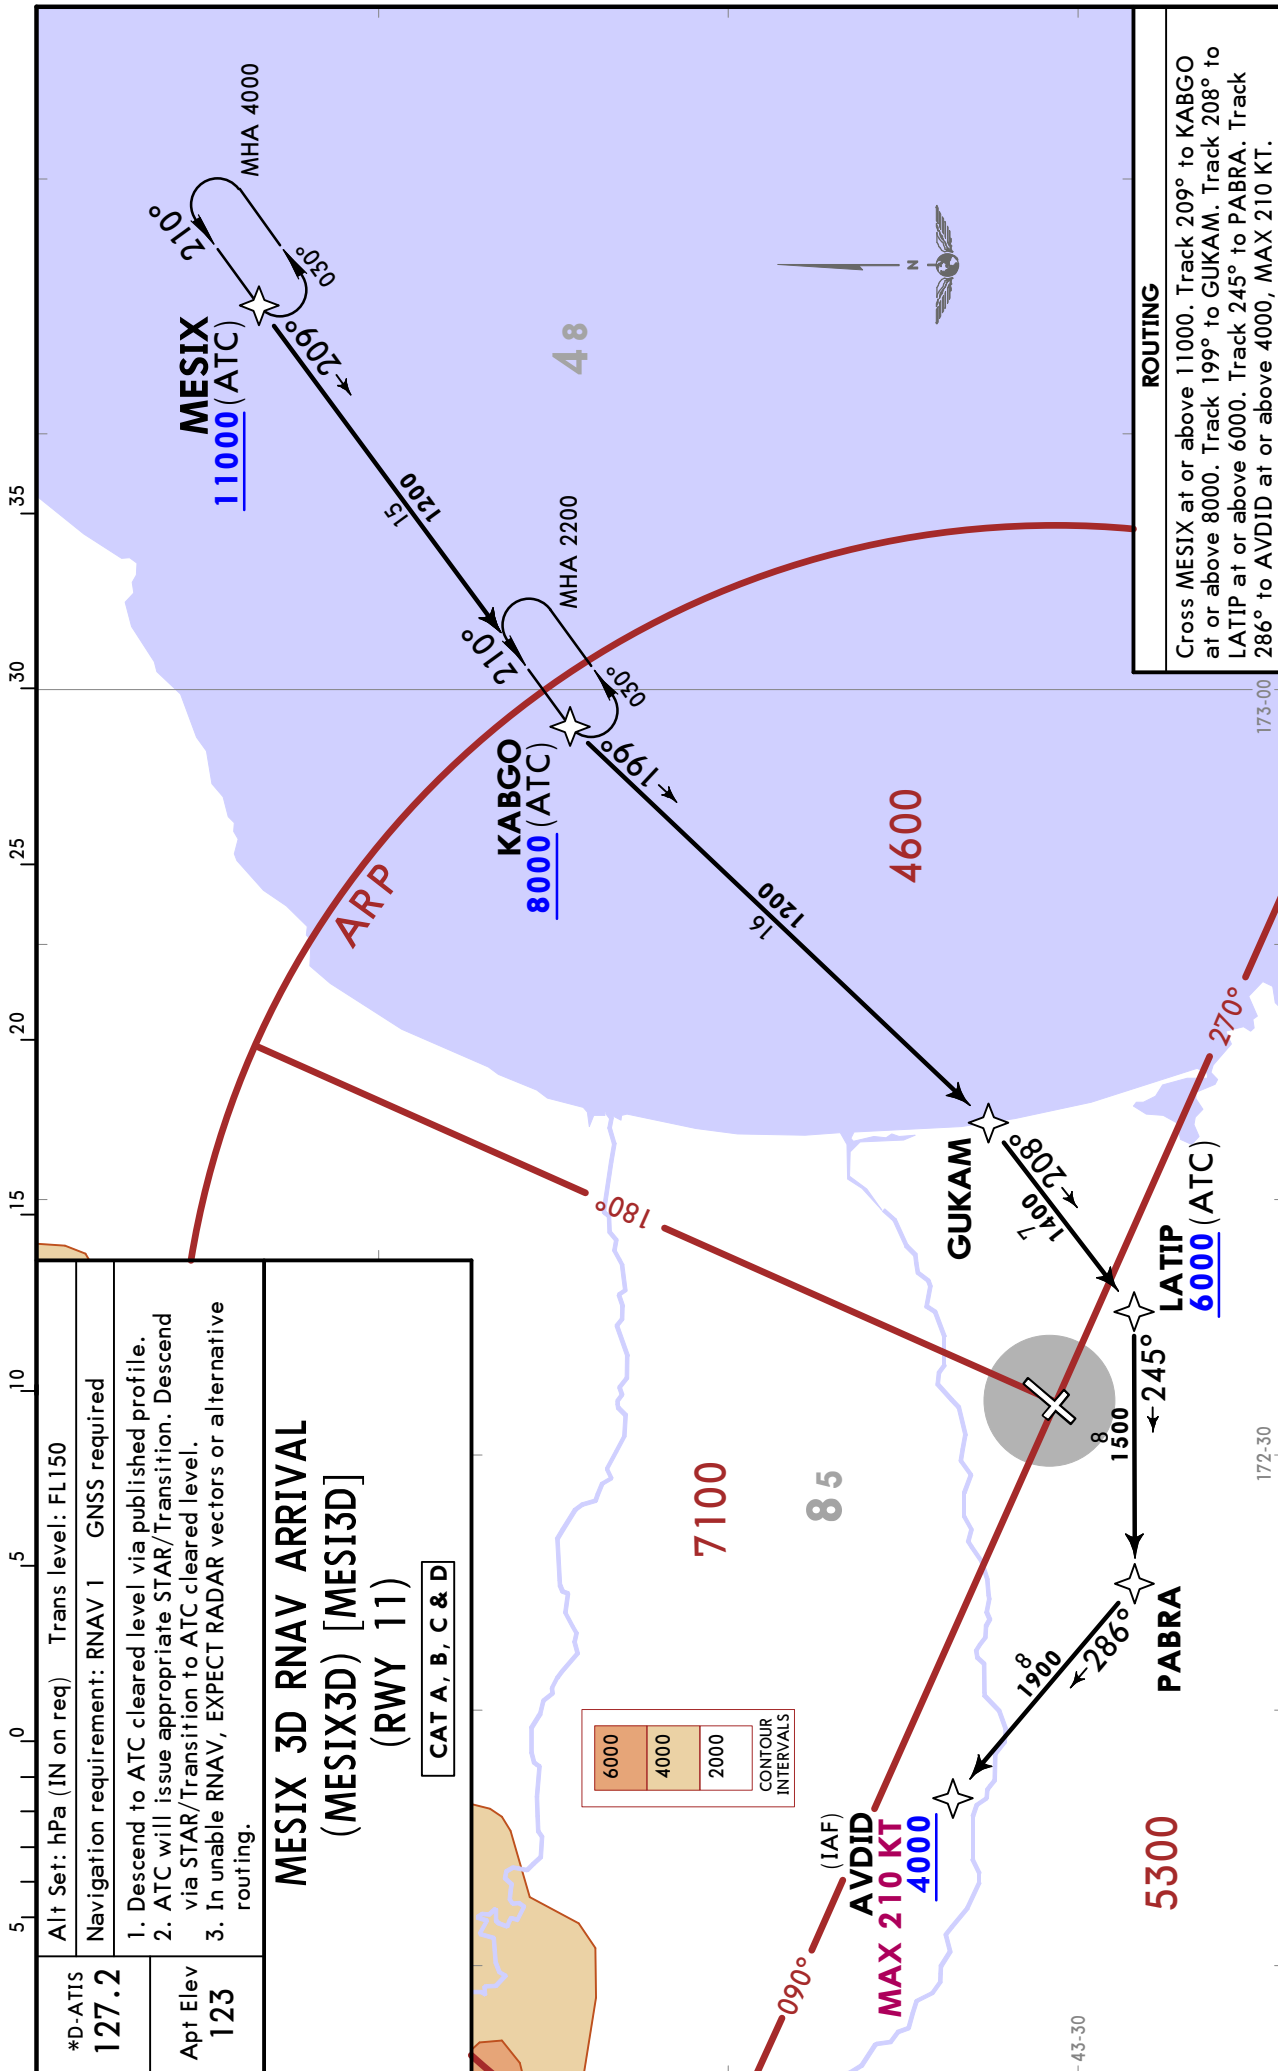 *D-ATIS
127.2
Apt Elev
123
Alt Set: hPa (IN on req) Trans level: FL150
Navigation requirement: RNAV 1 GNSS required
1. Descend to ATC cleared level via published profile.
2. ATC will issue appropriate STAR/Transition. Descend
via STAR/Transition to ATC cleared level.
3. In unable RNAV, EXPECT RADAR vectors or alternative
routing.
MESIX 3D RNAV ARRIVAL
(MESIX3D) [MESI3D]
(RWY 11)
CAT A, B, C & D
5
0
5
10
15
20
25
30
35
MESIX
11000 (ATC)
210°
030°
MHA 4000
209°
15
1200
ARP
KABGO
8000 (ATC)
210°
030°
MHA 2200
199°
16
1200
48
N
4600
180°
GUKAM
208°
7
1400
270°
LATIP
6000 (ATC)
7100
85
8
1500
245°
PABRA
8
1900
286°
6000
4000
2000
CONTOUR
INTERVALS
(IAF)
AVDID
MAX 210 KT
4000
090°
5300
43-30
172-30
173-00
ROUTING
Cross MESIX at or above 11000. Track 209° to KABGO
at or above 8000. Track 199° to GUKAM. Track 208° to
LATIP at or above 6000. Track 245° to PABRA. Track
286° to AVDID at or above 4000, MAX 210 KT.